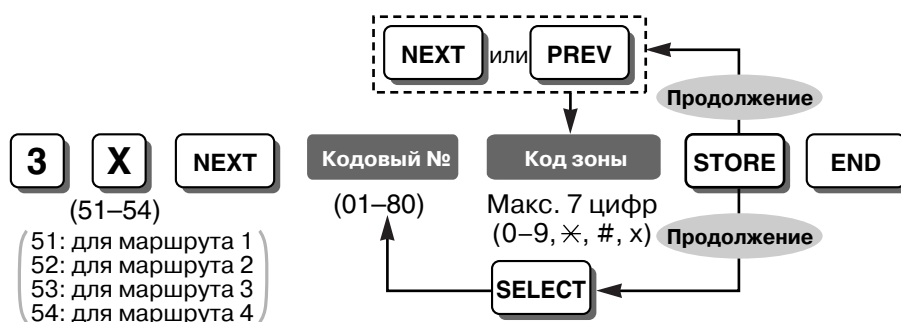 NEXT или PREV
Продолжение
3 X NEXT Кодовый № Код зоны STORE END
(51–54) (01–80) Макс. 7 цифр
(0–9, ✳, #, x)
Продолжение
51: для маршрута 1
52: для маршрута 2
53: для маршрута 3
54: для маршрута 4
SELECT